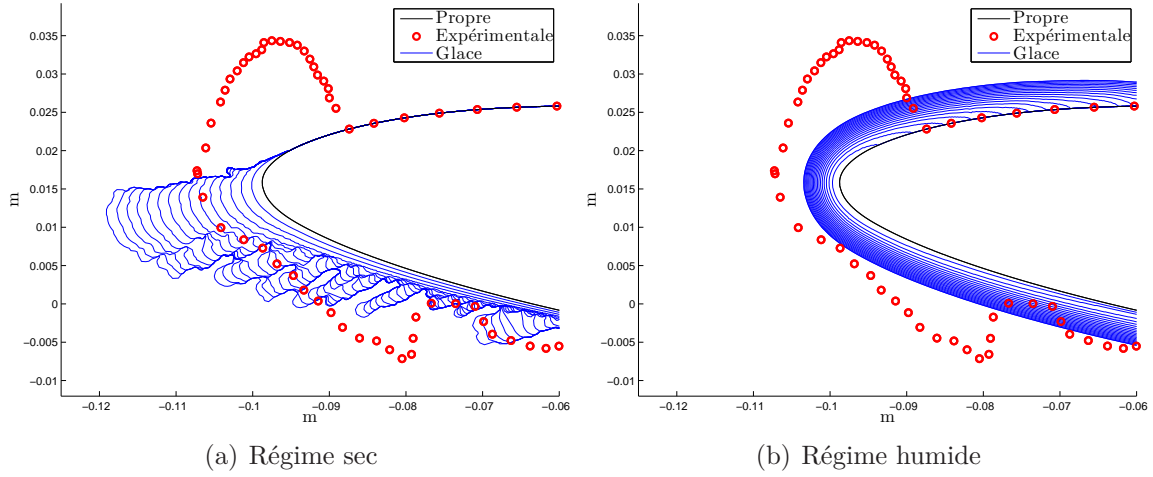 Propre
Expérimentale
Glace
m
0.035
0.03
0.025
0.02
0.015
0.01
0.005
0
−0.005
−0.01
−0.12
−0.11
−0.1
−0.09
−0.08
−0.07
−0.06
m
(a) Régime sec
Propre
Expérimentale
Glace
m
0.035
0.03
0.025
0.02
0.015
0.01
0.005
0
−0.005
−0.01
−0.12
−0.11
−0.1
−0.09
−0.08
−0.07
−0.06
m
(b) Régime humide